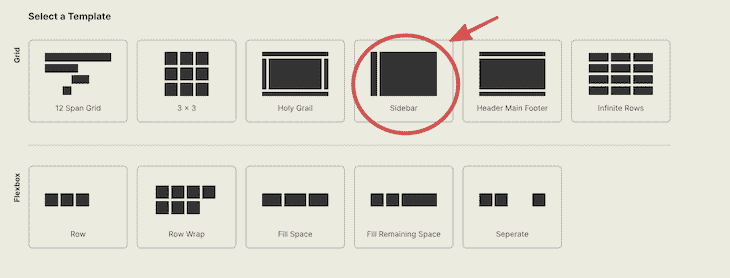 Select a Template
Grid
12 Span Grid
3 × 3
Holy Grail
Sidebar
Header Main Footer
Infinite Rows
Flexbox
Row
Row Wrap
Fill Space
Fill Remaining Space
Seperate